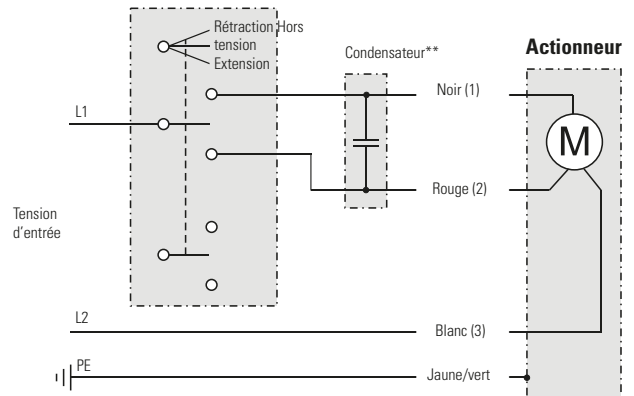 Rétraction Hors
tension
Extension
Condensateur**
Actionneur
L1
Noir (1)
M
Rouge (2)
Tension
d'entrée
L2
Blanc (3)
PE
Jaune/vert